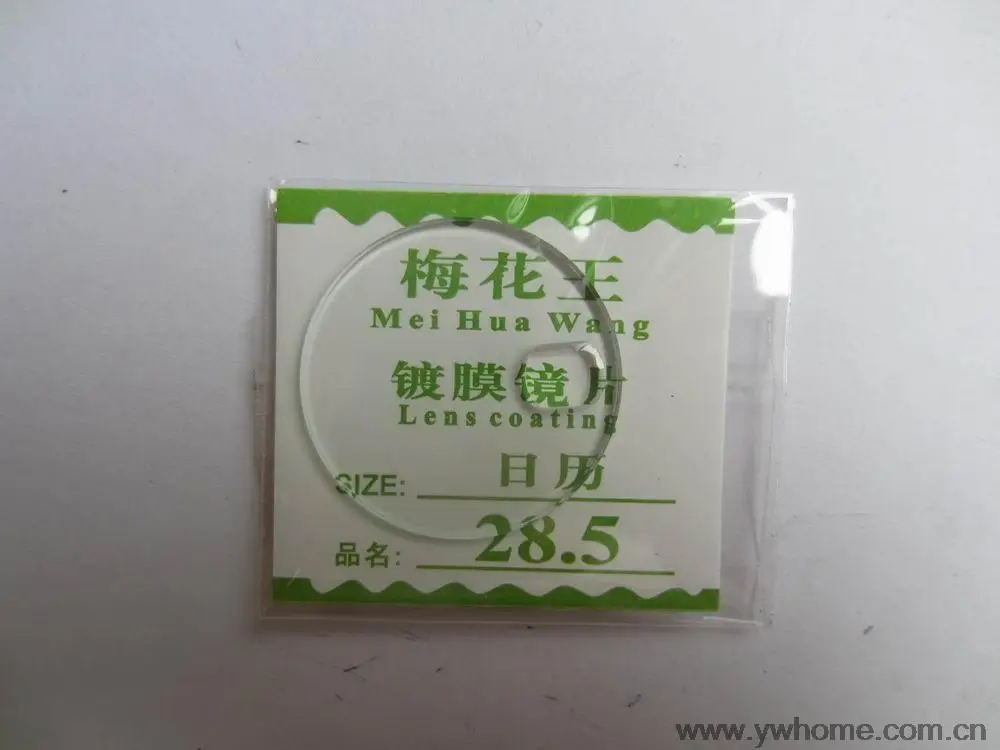 梅花王
Mei Hua Wang
镀膜镜片
Lens coating
SIZE: 日历
品名: 28.5
www.ywhome.com.cn